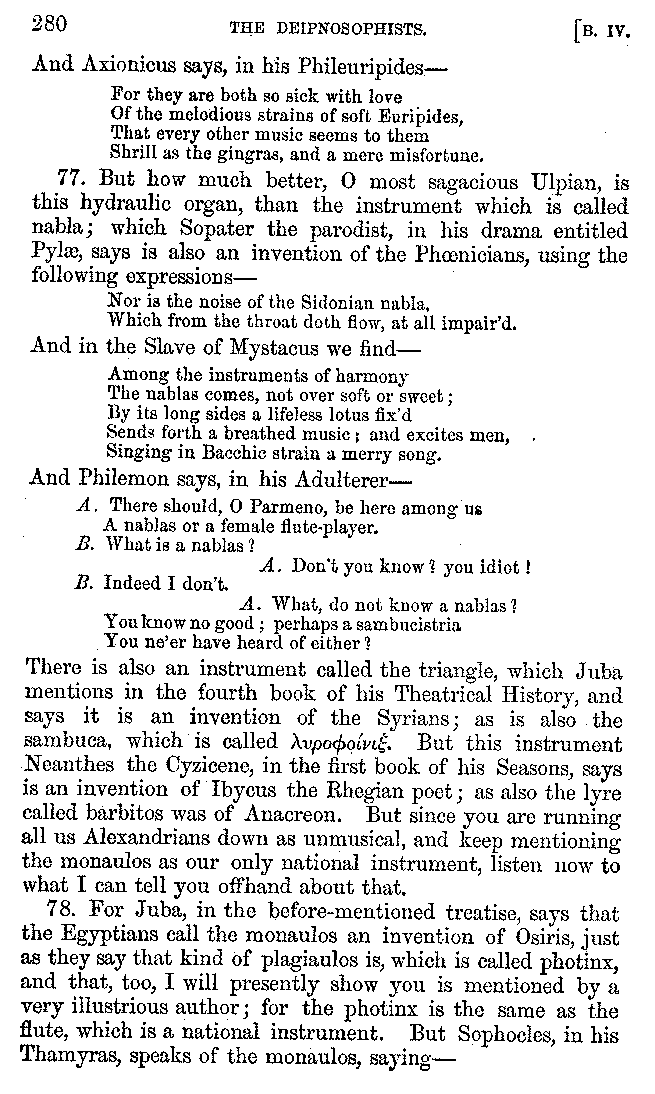 280 THE DEIPNOSOPHISTS. [B. IV.
And Axionicus says, in his Phileuripides—
For they are both so sick with love
Of the melodious strains of soft Euripides,
That every other music seems to them
Shrill as the gingras, and a mere misfortune.
77. But how much better, O most sagacious Ulpian, is
this hydraulic organ, than the instrument which is called
nabla; which Sopater the parodist, in his drama entitled
Pylæ, says is also an invention of the Phœnicians, using the
following expressions—
Nor is the noise of the Sidonian nabla,
Which from the throat doth flow, at all impair'd.
And in the Slave of Mystacus we find—
Among the instruments of harmony
The nablas comes, not over soft or sweet;
By its long sides a lifeless lotus fix'd
Sends forth a breathed music; and excites men,
Singing in Bacchic strain a merry song.
And Philemon says, in his Adulterer—
A. There should, O Parmeno, be here among us
A nablas or a female flute-player.
B. What is a nablas?
A. Don't you know? you idiot!
B. Indeed I don't.
A. What, do not know a nablas?
You know no good; perhaps a sambucistria
You ne'er have heard of either?
There is also an instrument called the triangle, which Juba
mentions in the fourth book of his Theatrical History, and
says it is an invention of the Syrians; as is also the
sambuca, which is called λυροφοίνιξ. But this instrument
Neanthes the Cyzicene, in the first book of his Seasons, says
is an invention of Ibycus the Rhegian poet; as also the lyre
called barbitos was of Anacreon. But since you are running
all us Alexandrians down as unmusical, and keep mentioning
the monaulos as our only national instrument, listen now to
what I can tell you offhand about that.
78. For Juba, in the before-mentioned treatise, says that
the Egyptians call the monaulos an invention of Osiris, just
as they say that kind of plagiaulos is, which is called photinx,
and that, too, I will presently show you is mentioned by a
very illustrious author; for the photinx is the same as the
flute, which is a national instrument. But Sophocles, in his
Thamyras, speaks of the monaulos, saying—